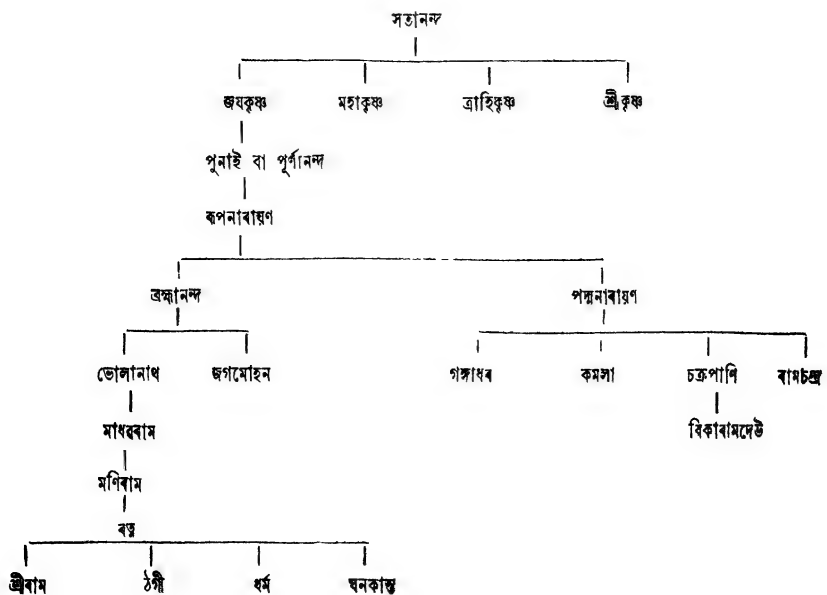 সতানন্দ
জযকৃষ্ণ মহাকৃষ্ণ ত্ৰাহিকৃষ্ণ শ্ৰীকৃষ্ণ
পুনাই বা পূৰ্ণানন্দ
ৰূপনাৰায়ণ
ব্ৰহ্মানন্দ পদ্মনাৰায়ণ
ভোলানাথ জগমোহন গঙ্গাধৰ কমলা চক্ৰপাণি ৰামচন্দ্ৰ
মাধৱৰাম বিকাৰামদেউ
মণিৰাম
ৰত্ন
শ্ৰীৰাম ঠগী ধৰ্ম ঘনকান্ত